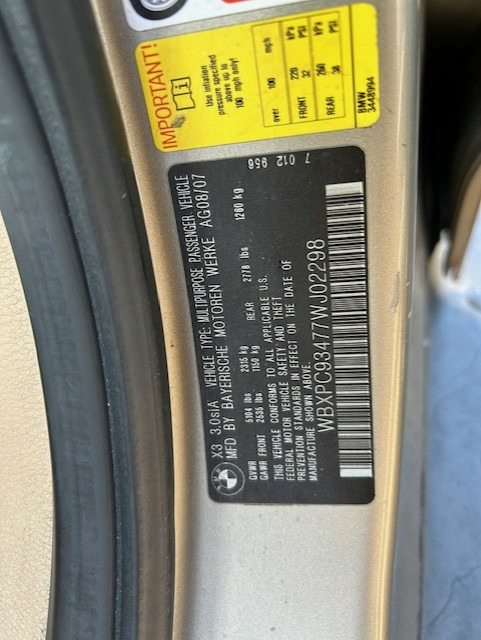 IMPORTANT!
Use inflation
pressure specified
above up to
100 mph only!
over 100 mph
kPa PSI
FRONT 220 32
kPa PSI
REAR 260 38
BMW
3448994
7 012 956
X3 3.0siA VEHICLE TYPE: MULTIPURPOSE PASSENGER VEHICLE
MFD BY BAYERISCHE MOTOREN WERKE AG 08/07
GVWR 5104 lbs 2315 kg
GAWR FRONT 2535 lbs 1150 kg REAR 2778 lbs 1260 kg
THIS VEHICLE CONFORMS TO ALL APPLICABLE U.S.
FEDERAL MOTOR VEHICLE SAFETY AND THEFT
PREVENTION STANDARDS IN EFFECT ON THE DATE OF
MANUFACTURE SHOWN ABOVE.
WBXPC93477WJ02298